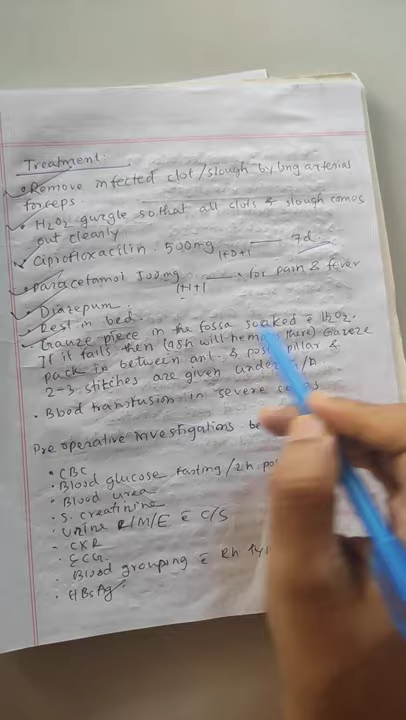 Treatment:
• Remove infected clot/slough by long arterial
forceps.
• H2O2 gurgle so that all clots & slough comes
out cleanly
• Ciprofloxacilin. 500mg 1+0+1 — 7d
• Paracetamol 500mg 1+1+1 — for pain & fever
• Diazepum.
• Rest in bed.
• Gauze piece in the fossa soaked c̄ H2O2.
If it fails then (as it will hem there) Gauze
pack in between ant. & post pillar &
2-3 stitches are given under
• Blood transfusion in severe
Pre operative investigations be
• CBC
• Blood glucose fasting/2h
• Blood urea
• S. creatinine
• Urine R/M/E c̄ C/S
- CXR
- ECG
• Blood grouping c̄ Rh
• HBsAg